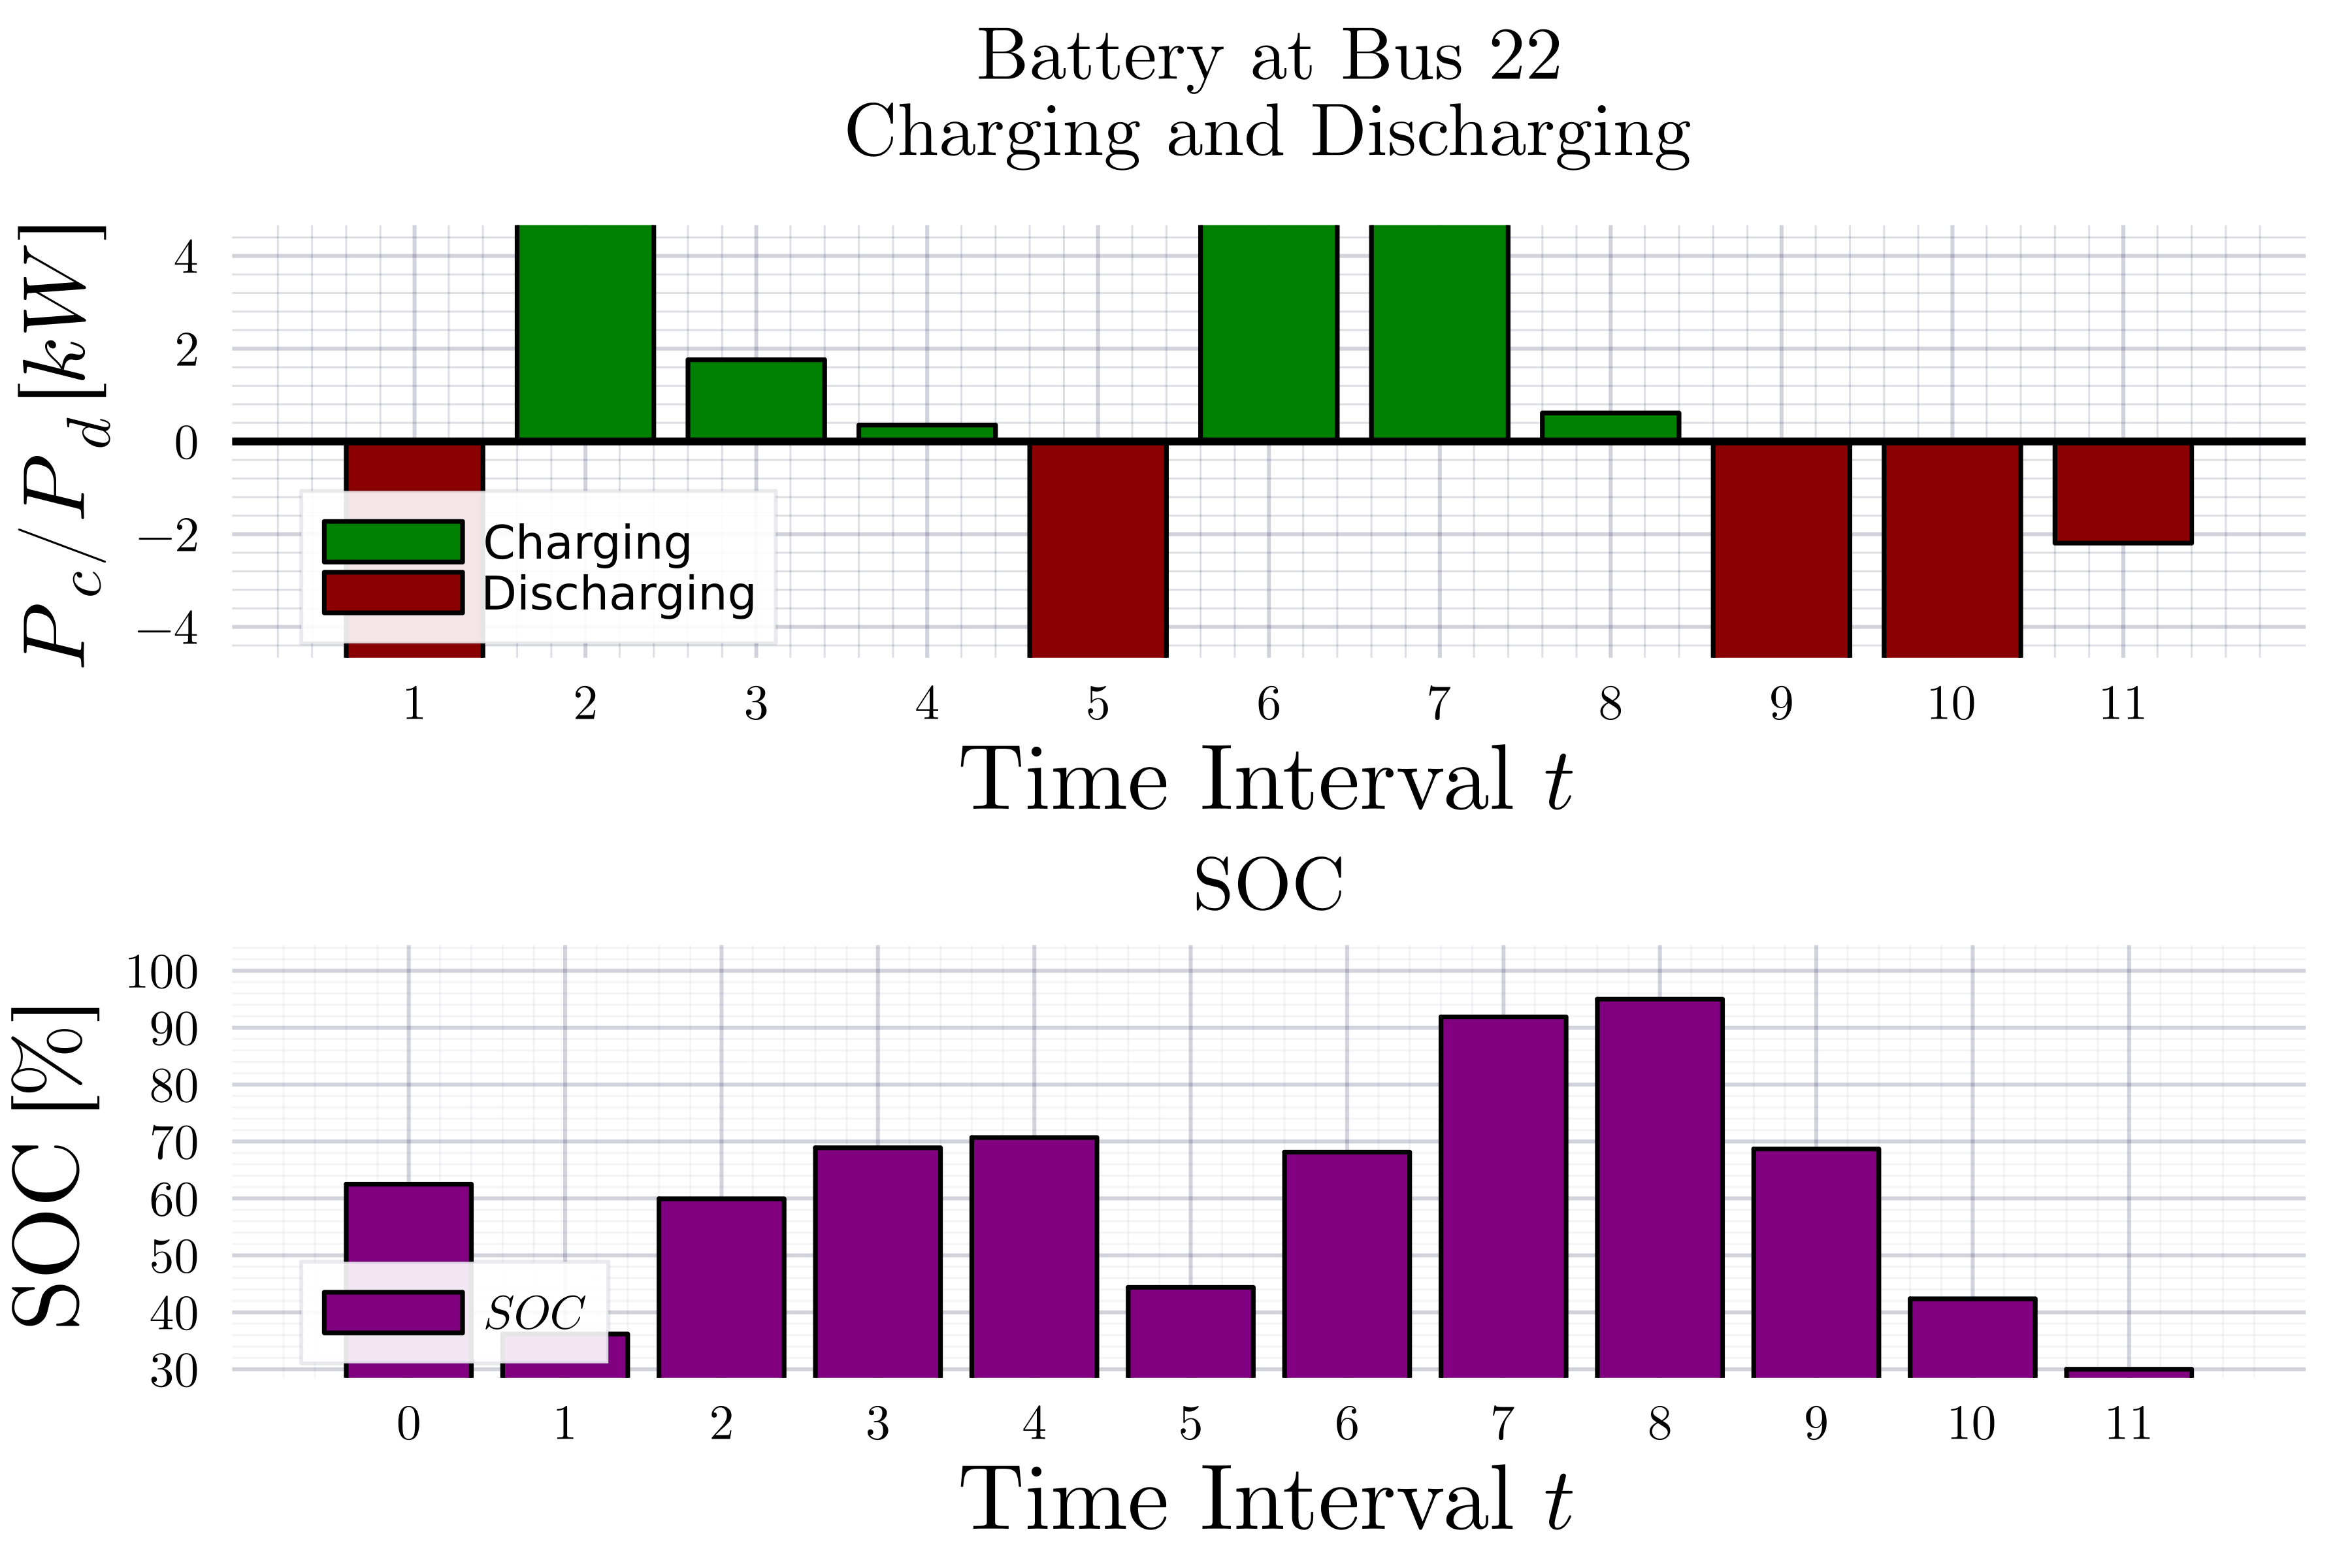 Battery at Bus 22
Charging and Discharging
P_c/P_d [kW]
4
2
0
−2
−4
Charging
Discharging
1 2 3 4 5 6 7 8 9 10 11
Time Interval t
SOC
SOC [%]
100
90
80
70
60
50
40
30
SOC
0 1 2 3 4 5 6 7 8 9 10 11
Time Interval t